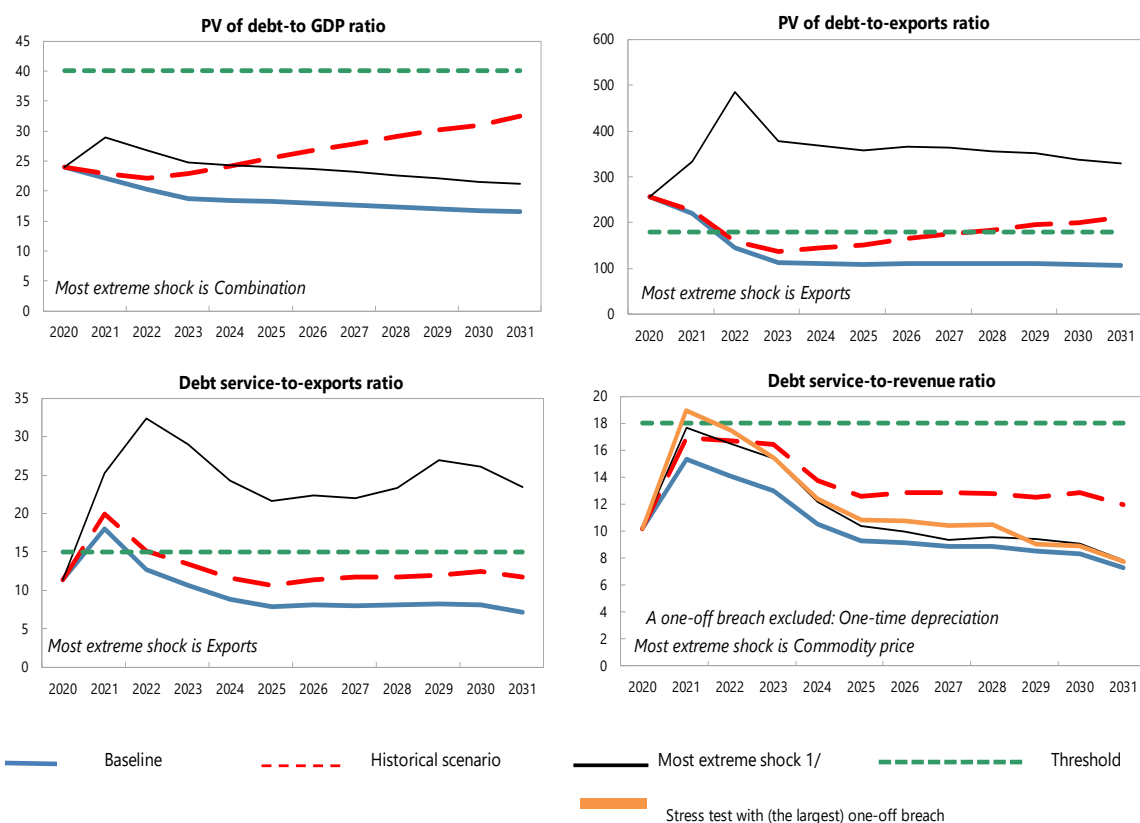 PV of debt-to GDP ratio
45
40
35
30
25
20
15
10
5
0
Most extreme shock is Combination
2020 2021 2022 2023 2024 2025 2026 2027 2028 2029 2030 2031
PV of debt-to-exports ratio
600
500
400
300
200
100
0
Most extreme shock is Exports
2020 2021 2022 2023 2024 2025 2026 2027 2028 2029 2030 2031
Debt service-to-exports ratio
35
30
25
20
15
10
5
0
Most extreme shock is Exports
2020 2021 2022 2023 2024 2025 2026 2027 2028 2029 2030 2031
Debt service-to-revenue ratio
20
18
16
14
12
10
8
6
4
2
0
A one-off breach excluded: One-time depreciation
Most extreme shock is Commodity price
2020 2021 2022 2023 2024 2025 2026 2027 2028 2029 2030 2031
Baseline
Historical scenario
Most extreme shock 1/
Threshold
Stress test with (the largest) one-off breach